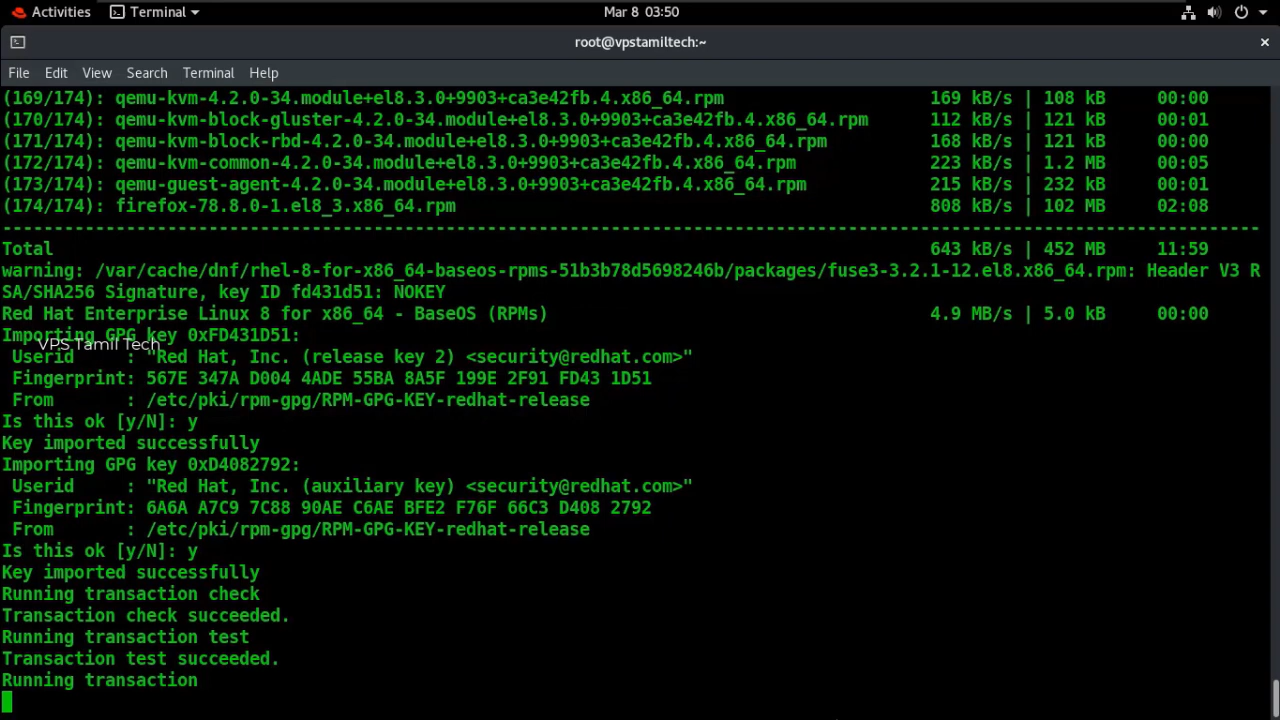 Activities Terminal Mar 8 03:50
root@vpstamiltech:~
File Edit View Search Terminal Help
(169/174): qemu-kvm-4.2.0-34.module+el8.3.0+9903+ca3e42fb.4.x86_64.rpm 169 kB/s | 108 kB 00:00
(170/174): qemu-kvm-block-gluster-4.2.0-34.module+el8.3.0+9903+ca3e42fb.4.x86_64.rpm 112 kB/s | 121 kB 00:01
(171/174): qemu-kvm-block-rbd-4.2.0-34.module+el8.3.0+9903+ca3e42fb.4.x86_64.rpm 168 kB/s | 121 kB 00:00
(172/174): qemu-kvm-common-4.2.0-34.module+el8.3.0+9903+ca3e42fb.4.x86_64.rpm 223 kB/s | 1.2 MB 00:05
(173/174): qemu-guest-agent-4.2.0-34.module+el8.3.0+9903+ca3e42fb.4.x86_64.rpm 215 kB/s | 232 kB 00:01
(174/174): firefox-78.8.0-1.el8_3.x86_64.rpm 808 kB/s | 102 MB 02:08
--------------------------------------------------------------------------------------------------------------------------
Total 643 kB/s | 452 MB 11:59
warning: /var/cache/dnf/rhel-8-for-x86_64-baseos-rpms-51b3b78d5698246b/packages/fuse3-3.2.1-12.el8.x86_64.rpm: Header V3 R
SA/SHA256 Signature, key ID fd431d51: NOKEY
Red Hat Enterprise Linux 8 for x86_64 - BaseOS (RPMs) 4.9 MB/s | 5.0 kB 00:00
Importing GPG key 0xFD431D51:
VPS Tamil Tech
Userid : "Red Hat, Inc. (release key 2) <security@redhat.com>"
Fingerprint: 567E 347A D004 4ADE 55BA 8A5F 199E 2F91 FD43 1D51
From : /etc/pki/rpm-gpg/RPM-GPG-KEY-redhat-release
Is this ok [y/N]: y
Key imported successfully
Importing GPG key 0xD4082792:
Userid : "Red Hat, Inc. (auxiliary key) <security@redhat.com>"
Fingerprint: 6A6A A7C9 7C88 90AE C6AE BFE2 F76F 66C3 D408 2792
From : /etc/pki/rpm-gpg/RPM-GPG-KEY-redhat-release
Is this ok [y/N]: y
Key imported successfully
Running transaction check
Transaction check succeeded.
Running transaction test
Transaction test succeeded.
Running transaction